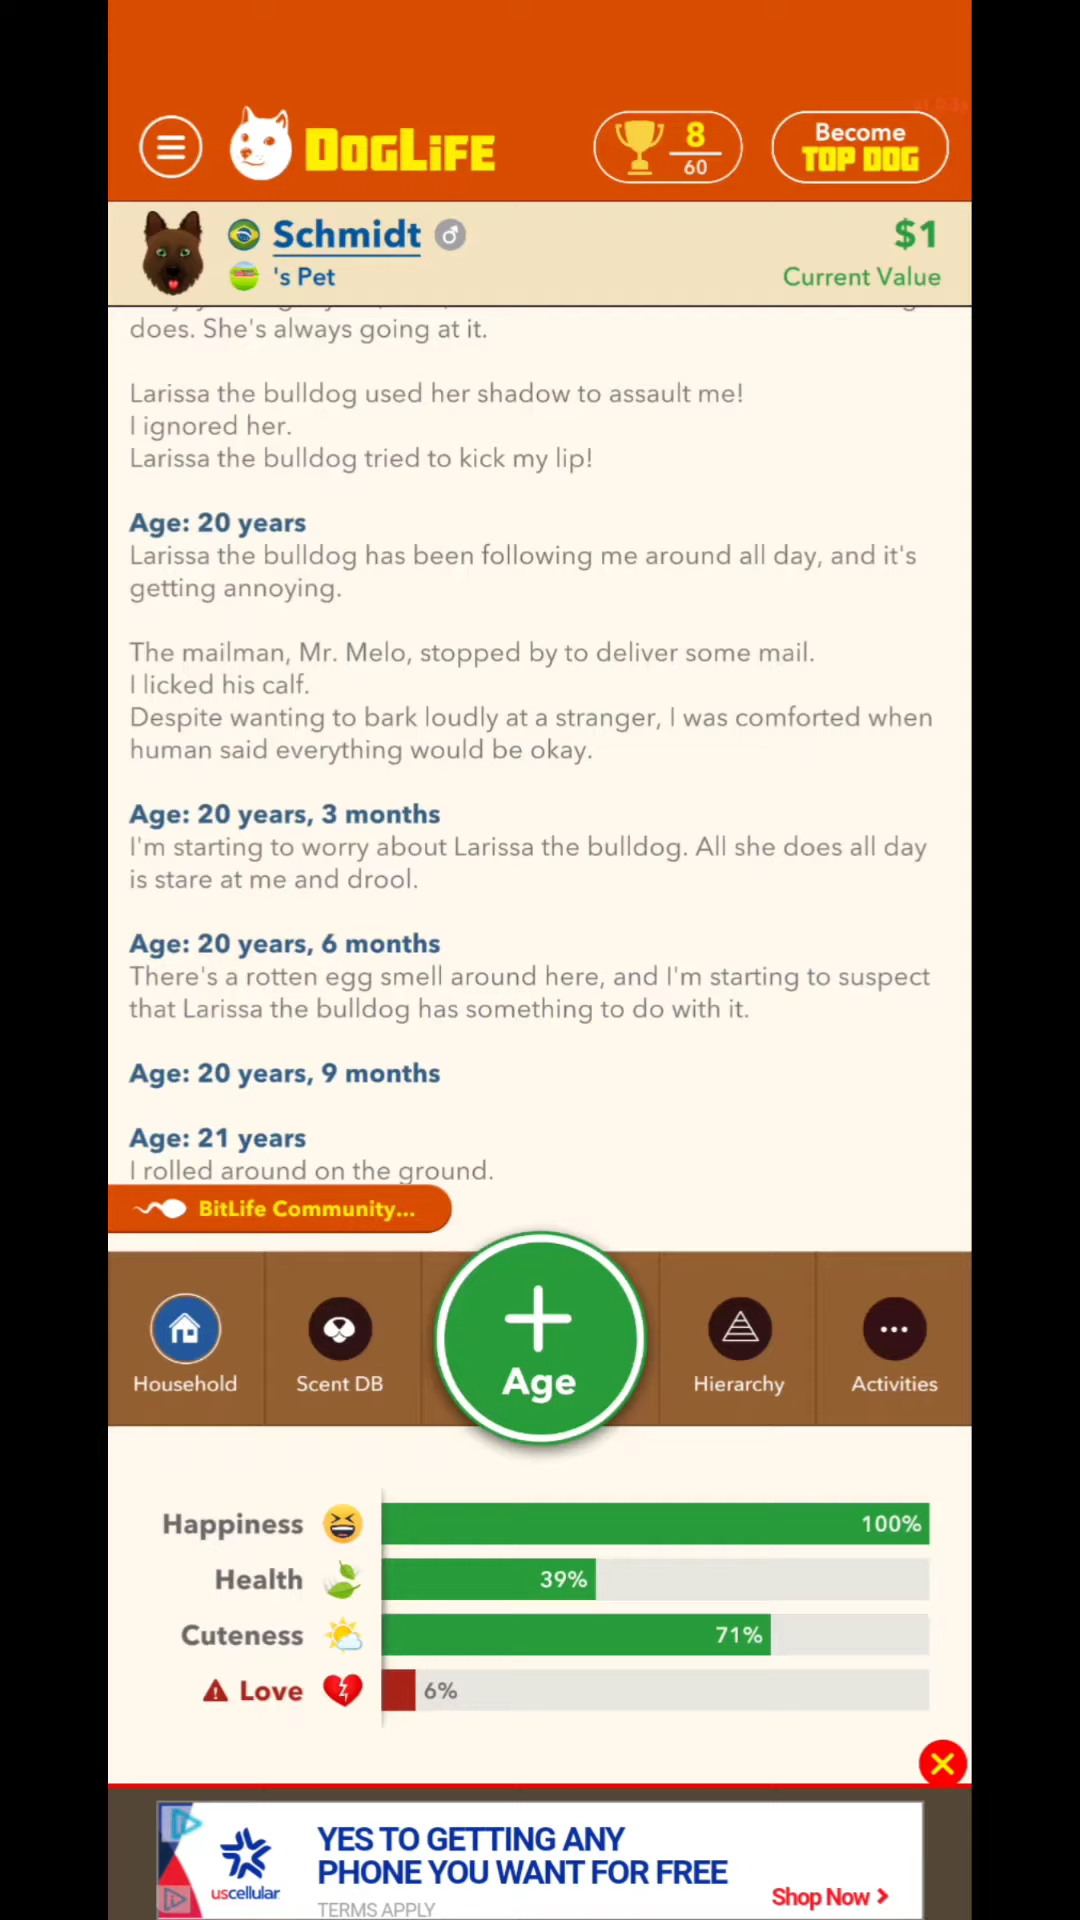 DOGLIFE
8
60
Become
TOP DOG
Schmidt
$1
's Pet
Current Value
does. She's always going at it.
Larissa the bulldog used her shadow to assault me!
I ignored her.
Larissa the bulldog tried to kick my lip!
Age: 20 years
Larissa the bulldog has been following me around all day, and it's
getting annoying.
The mailman, Mr. Melo, stopped by to deliver some mail.
I licked his calf.
Despite wanting to bark loudly at a stranger, I was comforted when
human said everything would be okay.
Age: 20 years, 3 months
I'm starting to worry about Larissa the bulldog. All she does all day
is stare at me and drool.
Age: 20 years, 6 months
There's a rotten egg smell around here, and I'm starting to suspect
that Larissa the bulldog has something to do with it.
Age: 20 years, 9 months
Age: 21 years
I rolled around on the ground.
BitLife Community...
+
Age
Household
Scent DB
Hierarchy
Activities
Happiness
100%
Health
39%
Cuteness
71%
Love
6%
YES TO GETTING ANY
PHONE YOU WANT FOR FREE
uscellular
Shop Now >
TERMS APPLY